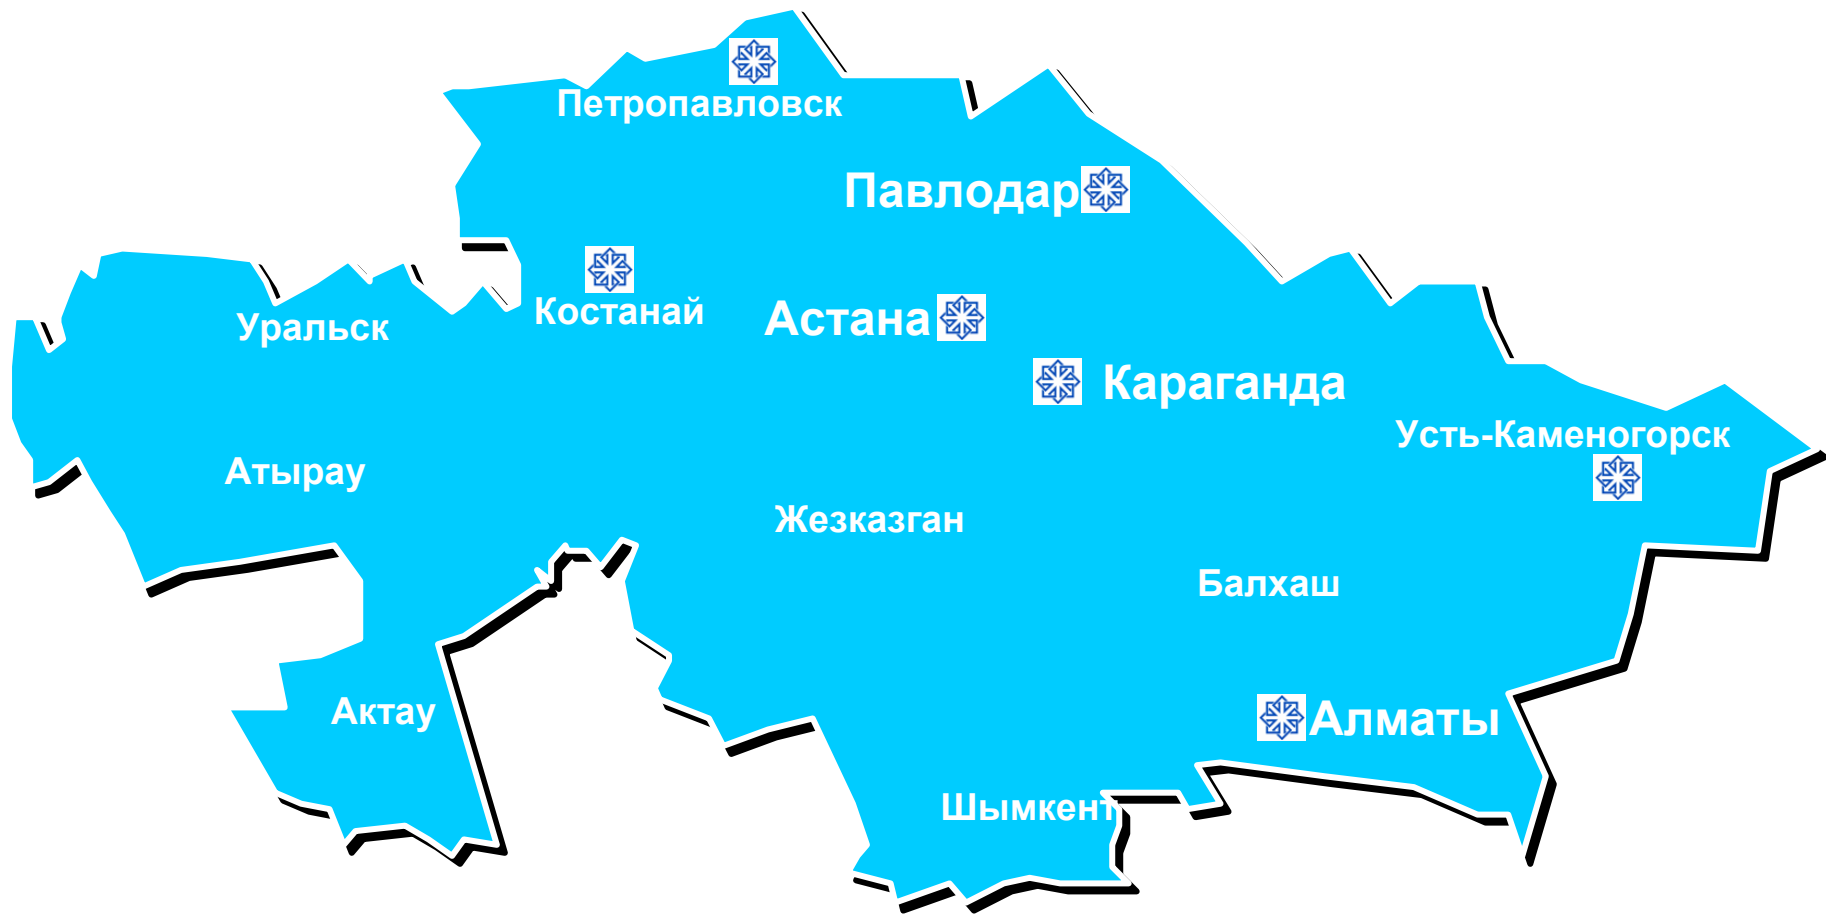 Петропавловск
Павлодар
Костанай
Астана
Уральск
Караганда
Усть-Каменогорск
Атырау
Жезказган
Балхаш
Актау
Алматы
Шымкент